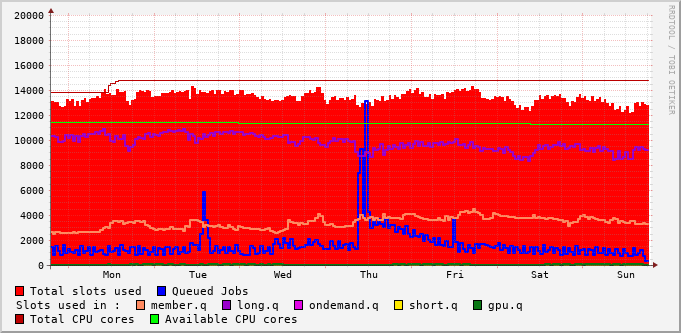 20000
18000
16000
14000
12000
10000
8000
6000
4000
2000
0
Mon Tue Wed Thu Fri Sat Sun
Total slots used Queued Jobs
Slots used in : member.q long.q ondemand.q short.q gpu.q
Total CPU cores Available CPU cores
RRDTOOL / TOBI OETIKER